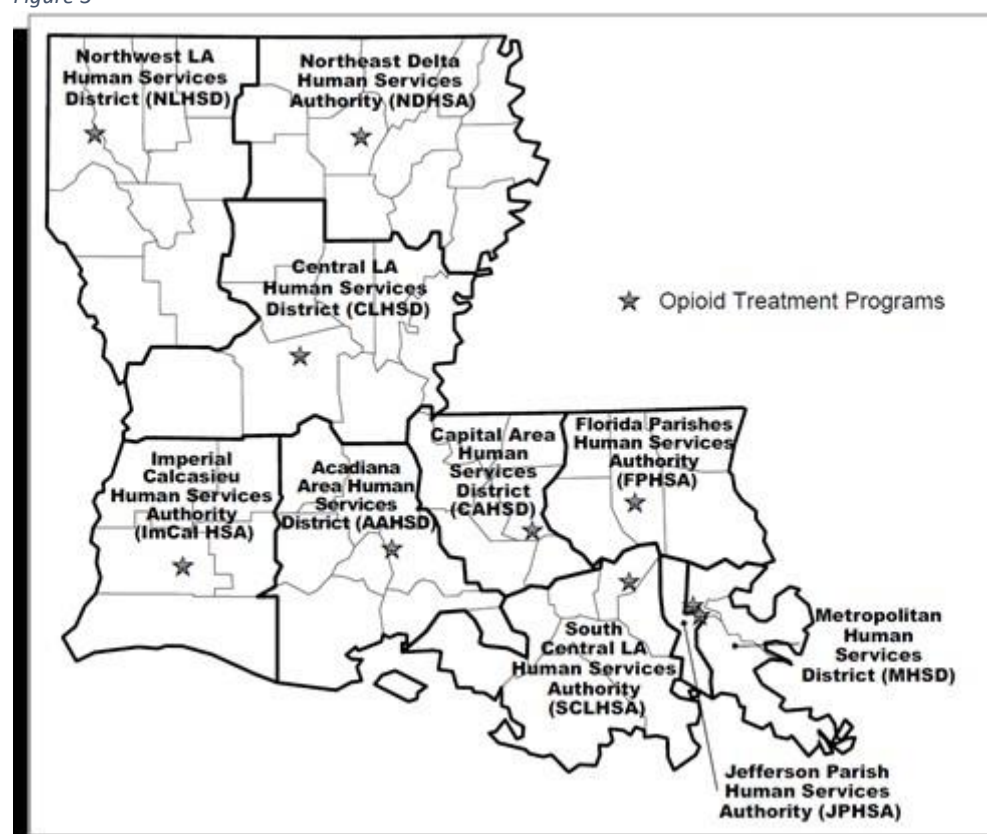 Figure 3
Northwest LA
Human Services
District (NLHSD)
Northeast Delta
Human Services
Authority (NDHSA)
Central LA
Human Services
District (CLHSD)
Opioid Treatment Programs
Imperial
Calcasieu
Human Services
Authority
(ImCal HSA)
Acadiana
Area Human
Services
District (AAHSD)
Capital Area
Human
Services
District
(CAHSD)
Florida Parishes
Human Services
Authority
(FPHSA)
South
Central LA
Human Services
Authority
(SCLHSA)
Metropolitan
Human
Services
District (MHSD)
Jefferson Parish
Human Services
Authority (JPHSA)